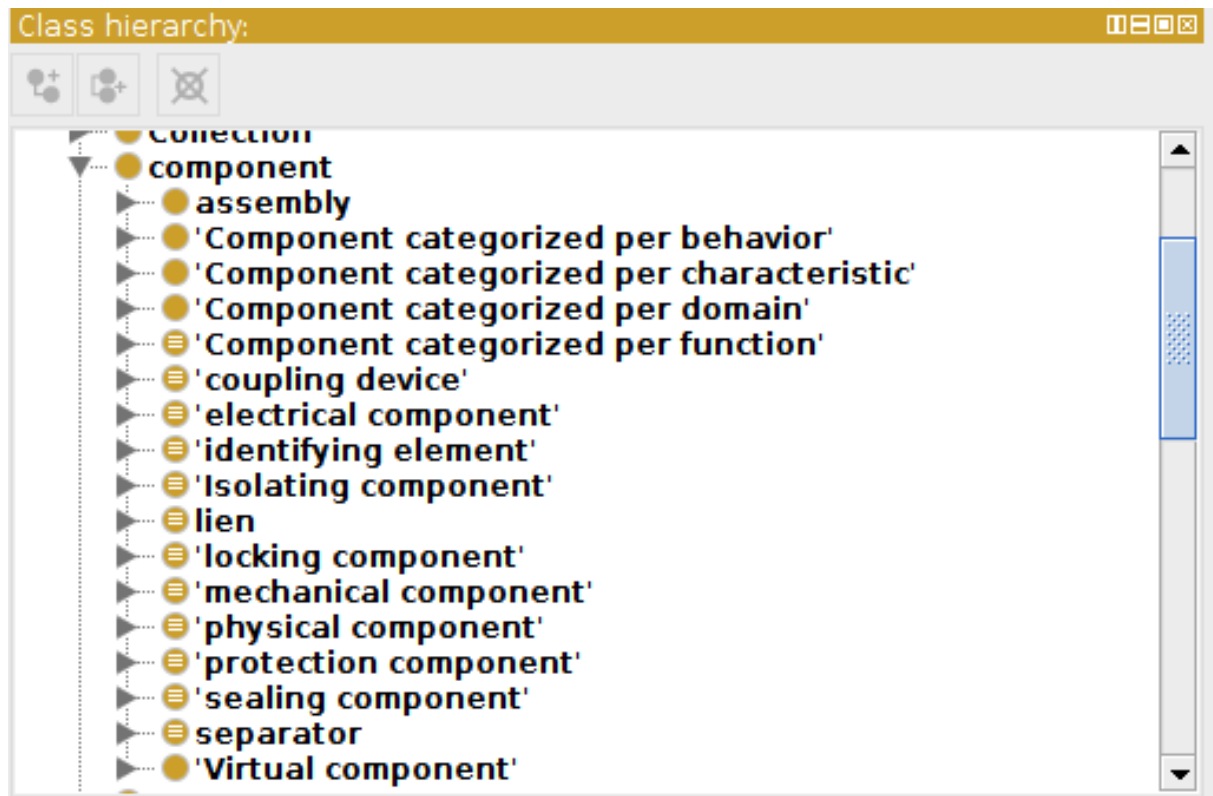 Class hierarchy:
Collection
component
assembly
'Component categorized per behavior'
'Component categorized per characteristic'
'Component categorized per domain'
'Component categorized per function'
'coupling device'
'electrical component'
'identifying element'
'Isolating component'
lien
'locking component'
'mechanical component'
'physical component'
'protection component'
'sealing component'
separator
'Virtual component'